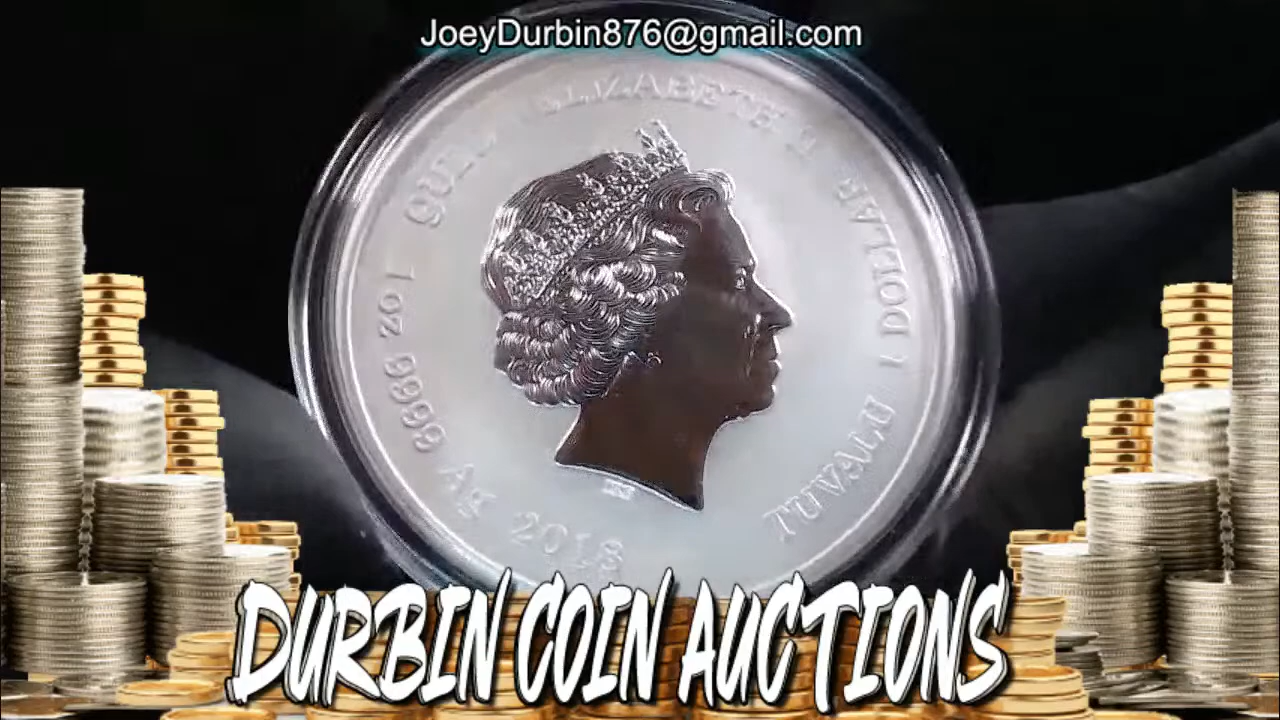 JoeyDurbin876@gmail.com
ELIZABETH II
1 DOLLAR
TUVALU
1 oz 9999 Ag 2018
DURBIN COIN AUCTIONS